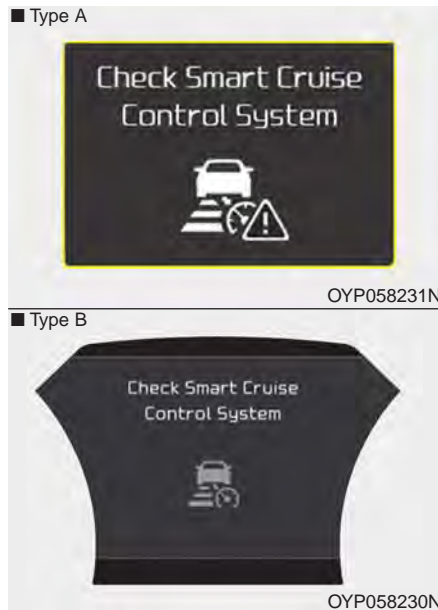 ■ Type A
Check Smart Cruise
Control System
OYP058231N
■ Type B
Check Smart Cruise
Control System
OYP058230N